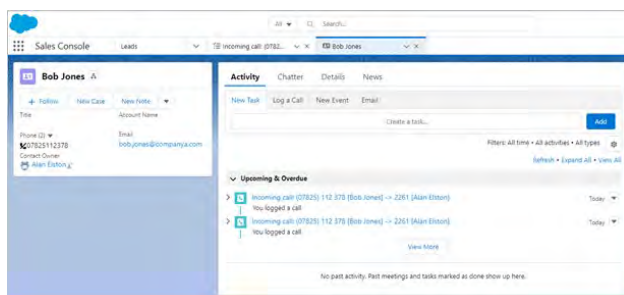 All
Search...
Sales Console
Leads
Incoming call: (0782...
Bob Jones
Bob Jones
+ Follow
New Case
New Note
Title
Account Name
Phone (2)
07825112378
Email
bob.jones@companya.com
Contact Owner
Alan Elston
Activity
Chatter
Details
News
New Task
Log a Call
New Event
Email
Create a task...
Add
Filters: All time • All activities • All types
Refresh • Expand All • View All
Upcoming & Overdue
Incoming call: (07825) 112 378 [Bob Jones] -> 2261 [Alan Elston]
Today
You logged a call
Incoming call: (07825) 112 378 [Bob Jones] -> 2261 [Alan Elston]
Today
You logged a call
View More
No past activity. Past meetings and tasks marked as done show up here.